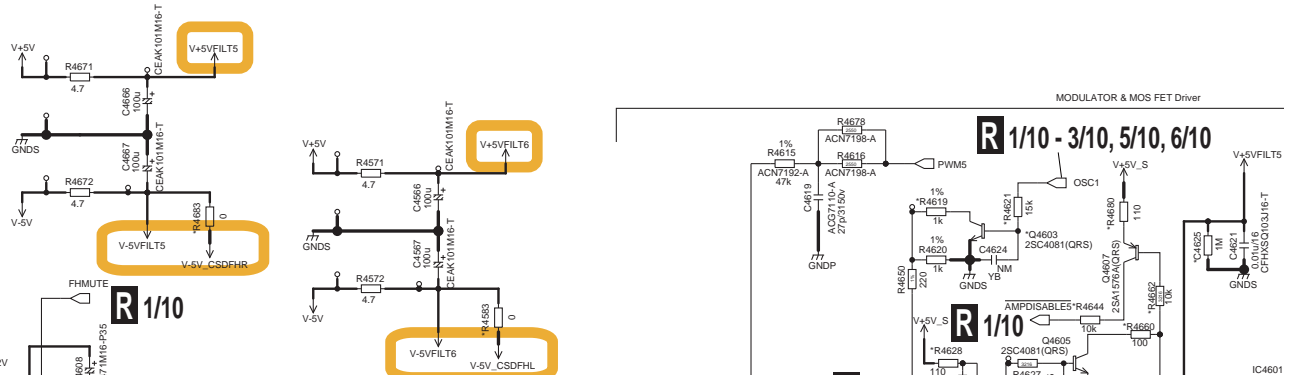 V+5V
R4671
4.7
CEAK101M16-T
V+5VFILT5
C4666
100u
GNDS
C4667
100u
CEAK101M16-T
R4672
4.7
V-5V
*R4683
0
V-5VFILT5
V-5V_CSDFHR
FHMUTE
R 1/10
V+5V
R4571
4.7
CEAK101M16-T
V+5VFILT6
C4566
100u
GNDS
C4567
100u
CEAK101M16-T
R4572
4.7
V-5V
*R4583
0
V-5VFILT6
V-5V_CSDFHL
MODULATOR & MOS FET Driver
R 1/10 - 3/10, 5/10, 6/10
R4678
2550
ACN7198-A
1%
R4615
ACN7192-A
47k
R4616
2550
ACN7198-A
PWM5
C4619
ACG7110-A
27p/3150v
GNDP
1%
*R4619
1k
1%
R4620
1k
R4650
220
*R4621
15k
OSC1
*Q4603
2SC4081(QRS)
C4624
NM
YB
GNDS
V+5V_S
*R4680
110
Q4607
2SA1576A(QRS)
*R4662
10k
V+5VFILT5
*C4625
1M
C4621
0.01u/16
CFHXSQ103J16-T
GNDS
R 1/10
AMPDISABLE5
*R4644
10k
V+5V_S
*R4628
110
Q4605
2SC4081(QRS)
3216
R4627
*R4660
100
IC4601